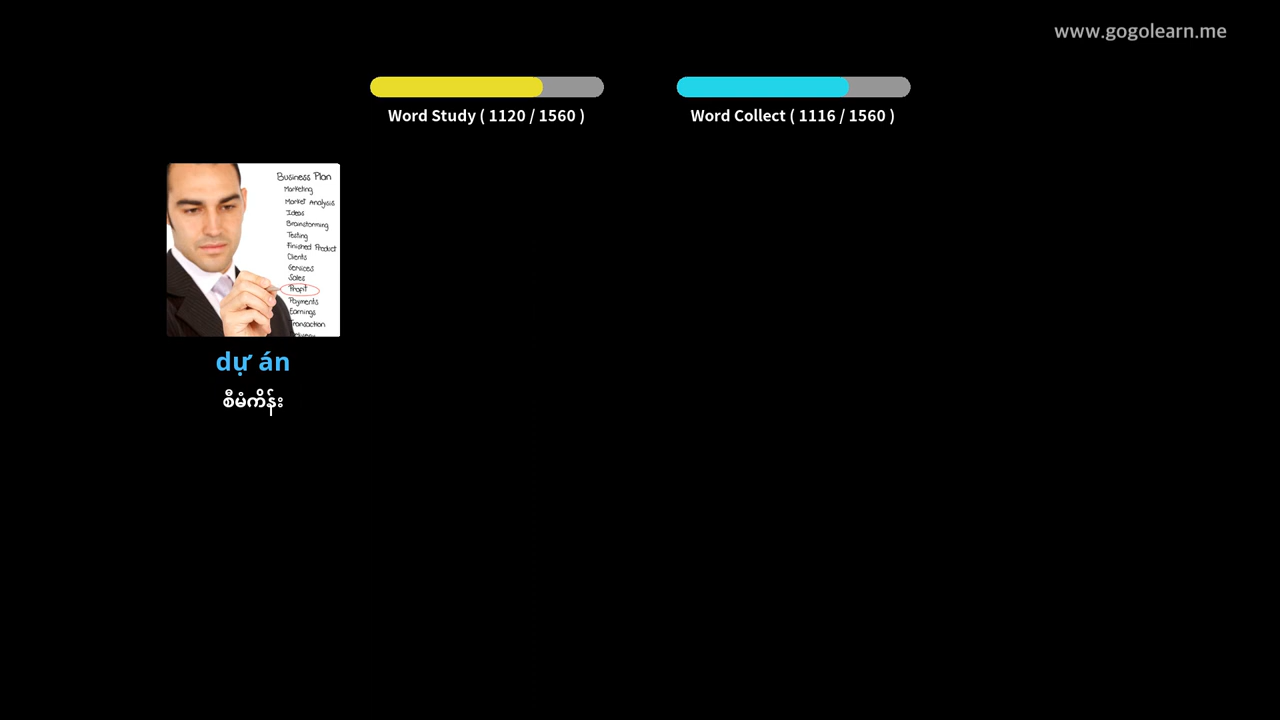 www.gogolearn.me
Word Study ( 1120 / 1560 )
Word Collect ( 1116 / 1560 )
Business Plan
Marketing
Market Analysis
Ideas
Brainstorming
Testing
Finished Product
Clients
Services
Sales
Profit
Payments
Earnings
Transaction
Delivery
dự án
စီမံကိန်း